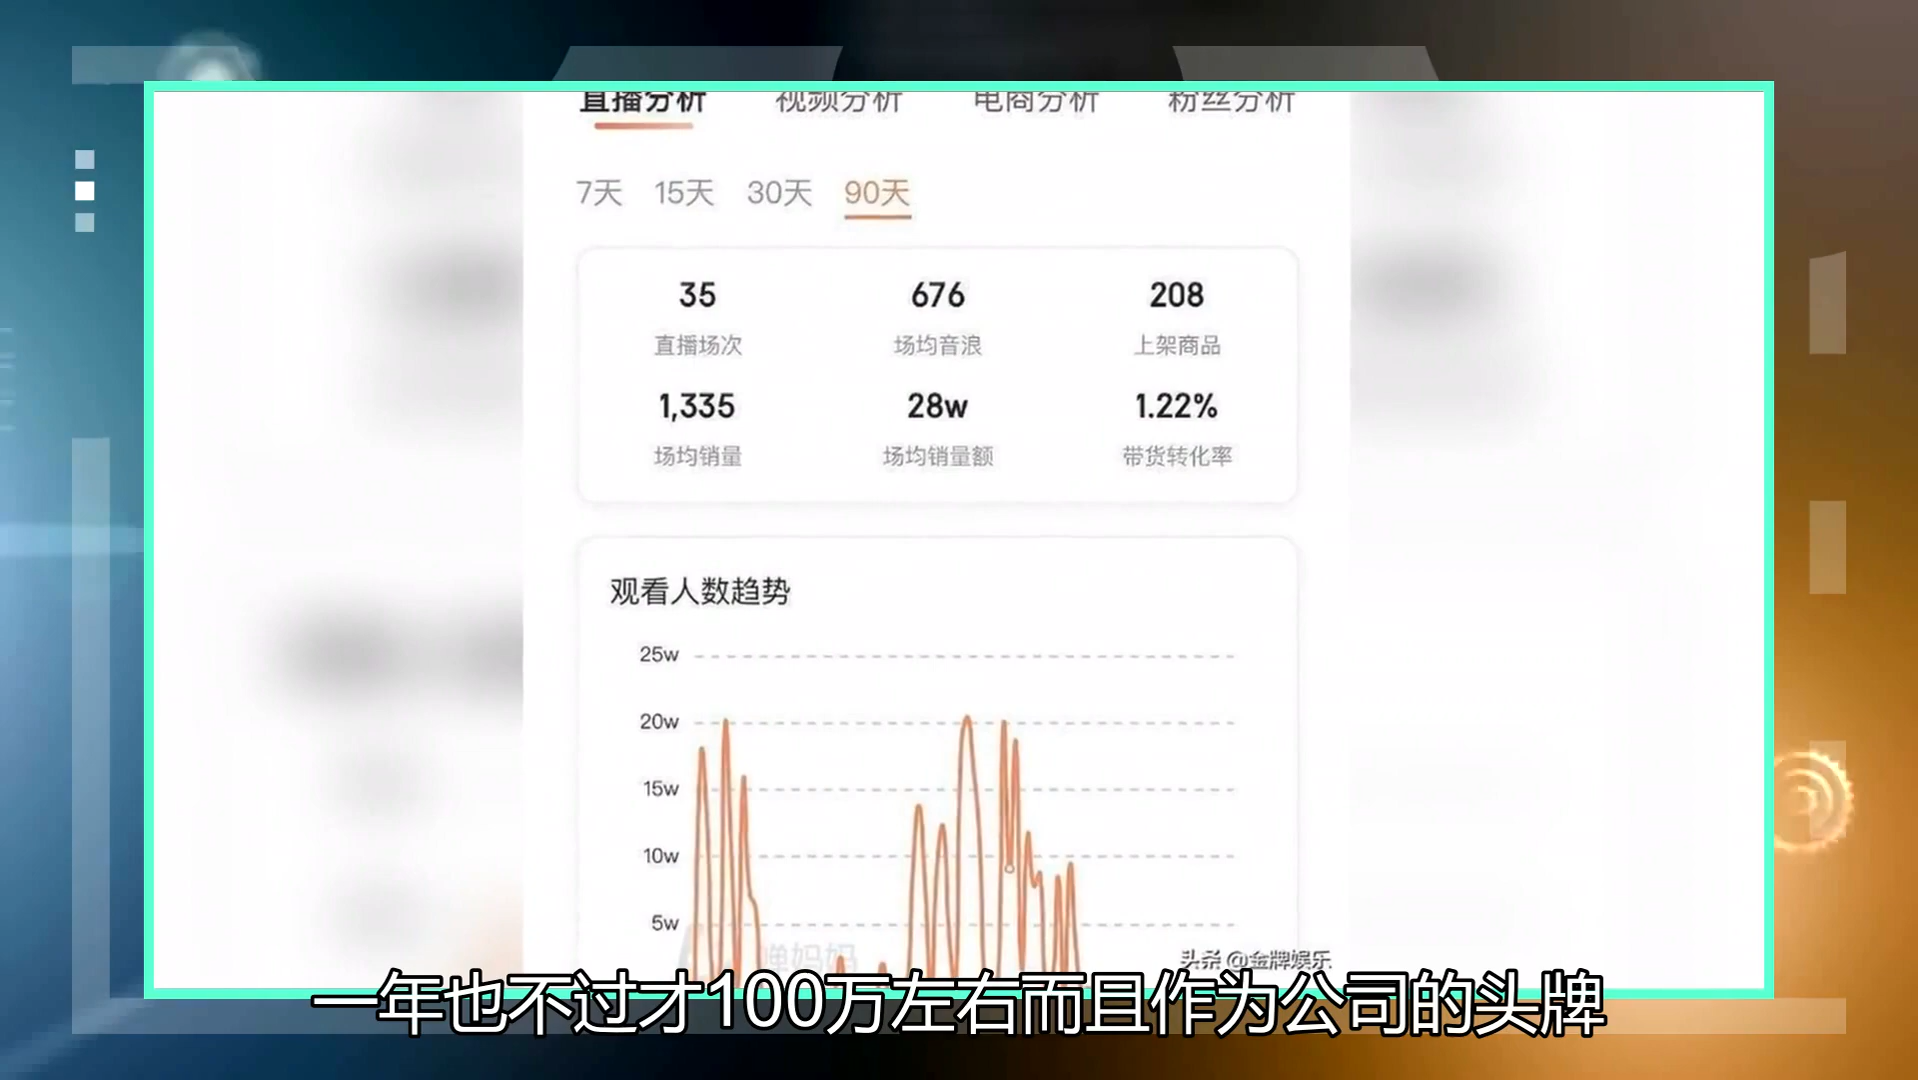 直播分析 视频分析 电商分析 粉丝分析
7天 15天 30天 90天
35 676 208
直播场次 场均音浪 上架商品
1,335 28w 1.22%
场均销量 场均销量额 带货转化率
观看人数趋势
25w
20w
15w
10w
5w
蝉妈妈
头条 @金牌娱乐
一年也不过才100万左右而且作为公司的头牌